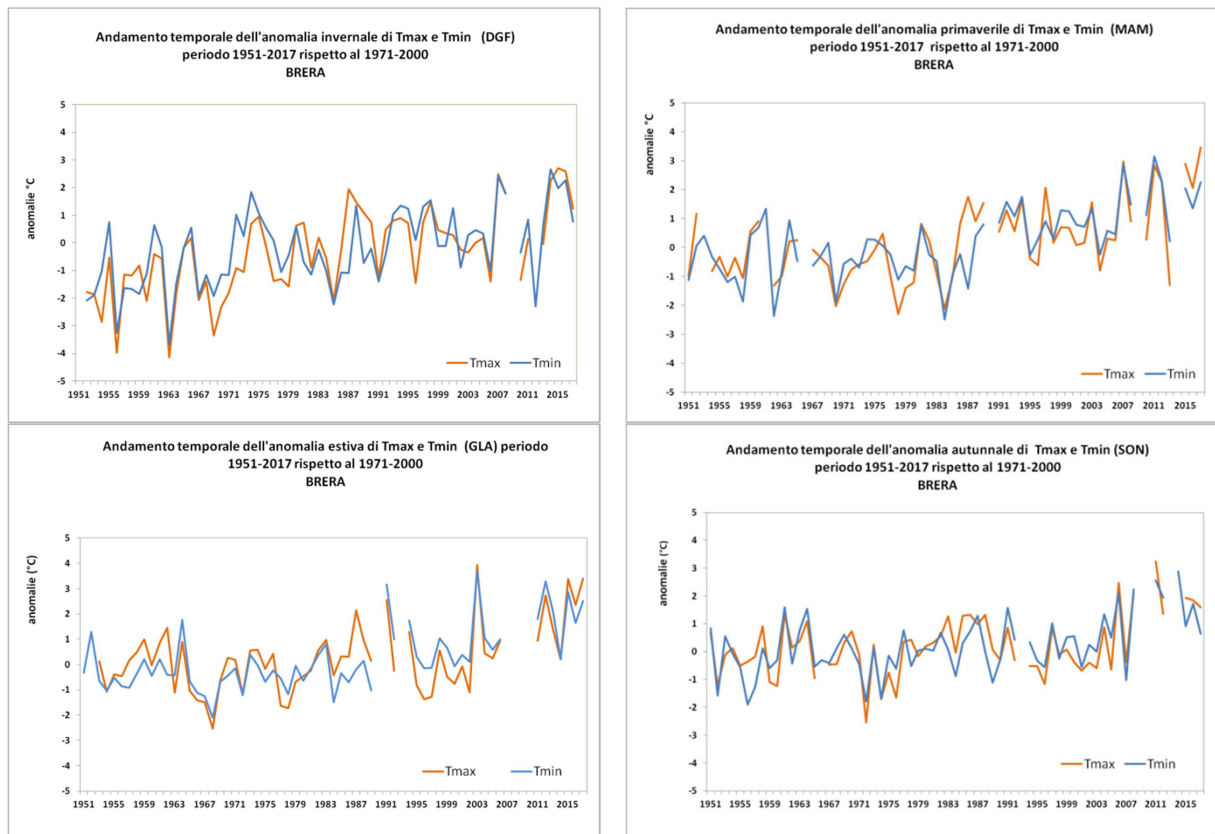 Andamento temporale dell'anomalia invernale di Tmax e Tmin (DGF)
periodo 1951-2017 rispetto al 1971-2000
BRERA
anomalie °C
5
4
3
2
1
0
-1
-2
-3
-4
-5
Tmax Tmin
1951 1955 1959 1963 1967 1971 1975 1979 1983 1987 1991 1995 1999 2003 2007 2011 2015
Andamento temporale dell'anomalia primaverile di Tmax e Tmin (MAM)
periodo 1951-2017 rispetto al 1971-2000
BRERA
anomalie °C
5
4
3
2
1
0
-1
-2
-3
-4
-5
Tmax Tmin
1951 1955 1959 1963 1967 1971 1975 1979 1983 1987 1991 1995 1999 2003 2007 2011 2015
Andamento temporale dell'anomalia estiva di Tmax e Tmin (GLA) periodo
1951-2017 rispetto al 1971-2000
BRERA
anomalie (°C)
5
4
3
2
1
0
-1
-2
-3
-4
-5
Tmax Tmin
1951 1955 1959 1963 1967 1971 1975 1979 1983 1987 1991 1995 1999 2003 2007 2011 2015
Andamento temporale dell'anomalia autunnale di Tmax e Tmin (SON)
periodo 1951-2017 rispetto al 1971-2000
BRERA
anomalie (°C)
5
4
3
2
1
0
-1
-2
-3
-4
-5
Tmax Tmin
1951 1955 1959 1963 1967 1971 1975 1979 1983 1987 1991 1995 1999 2003 2007 2011 2015